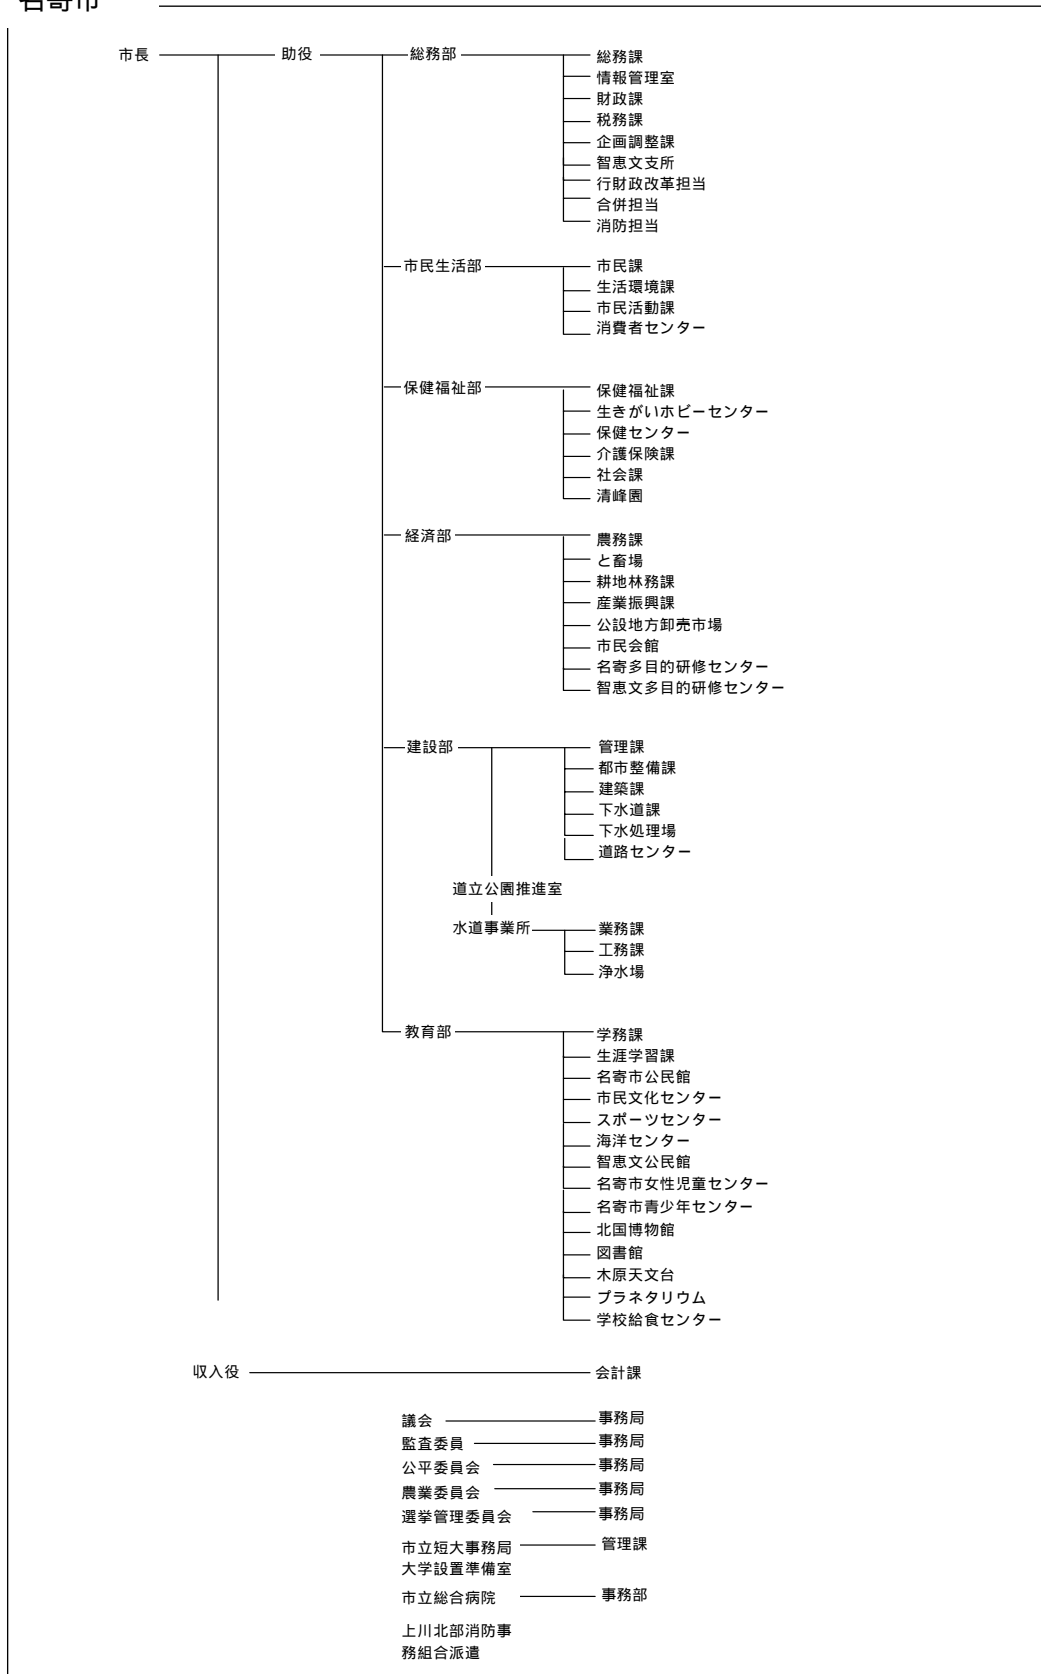 名寄市
市長 助役 総務部 総務課
情報管理室
財政課
税務課
企画調整課
智恵文支所
行財政改革担当
合併担当
消防担当
市民生活部 市民課
生活環境課
市民活動課
消費者センター
保健福祉部 保健福祉課
生きがいホビーセンター
保健センター
介護保険課
社会課
清峰園
経済部 農務課
と畜場
耕地林務課
産業振興課
公設地方卸売市場
市民会館
名寄多目的研修センター
智恵文多目的研修センター
建設部 管理課
都市整備課
建築課
下水道課
下水処理場
道路センター
道立公園推進室
水道事業所 業務課
工務課
浄水場
教育部 学務課
生涯学習課
名寄市公民館
市民文化センター
スポーツセンター
海洋センター
智恵文公民館
名寄市女性児童センター
名寄市青少年センター
北国博物館
図書館
木原天文台
プラネタリウム
学校給食センター
収入役 会計課
議会 事務局
監査委員 事務局
公平委員会 事務局
農業委員会 事務局
選挙管理委員会 事務局
市立短大事務局 管理課
大学設置準備室
市立総合病院 事務部
上川北部消防事
務組合派遣